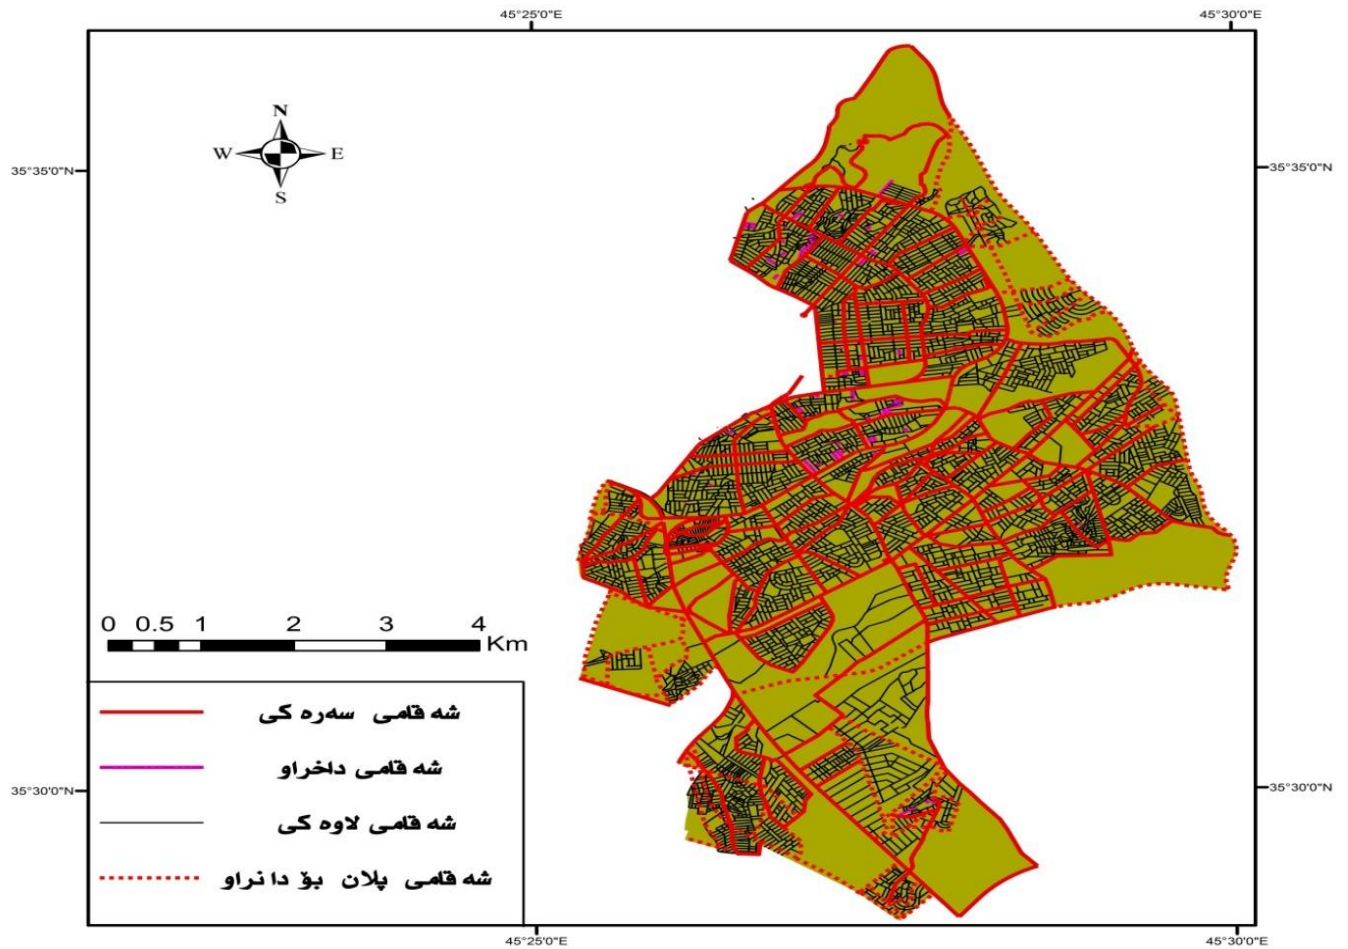 45°25'0"E 45°30'0"E
N
W E
S
35°35'0"N 35°35'0"N
0 0.5 1 2 3 4 Km
شه قامی سه‌ره کی
شه قامی داخراو
شه قامی لاوه کی
شه قامی پلان بۆ دا نراو
35°30'0"N 35°30'0"N
45°25'0"E 45°30'0"E